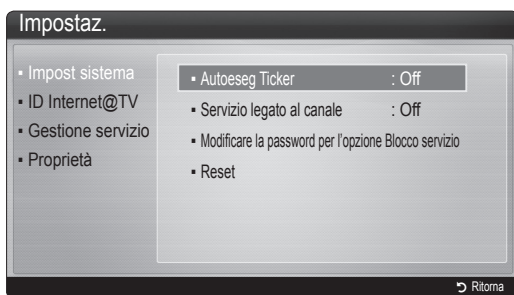 Impostaz.
▪ Impost sistema
▪ ID Internet@TV
▪ Gestione servizio
▪ Proprietà
▪ Autoeseg Ticker : Off
▪ Servizio legato al canale : Off
▪ Modificare la password per l'opzione Blocco servizio
▪ Reset
Ritorna